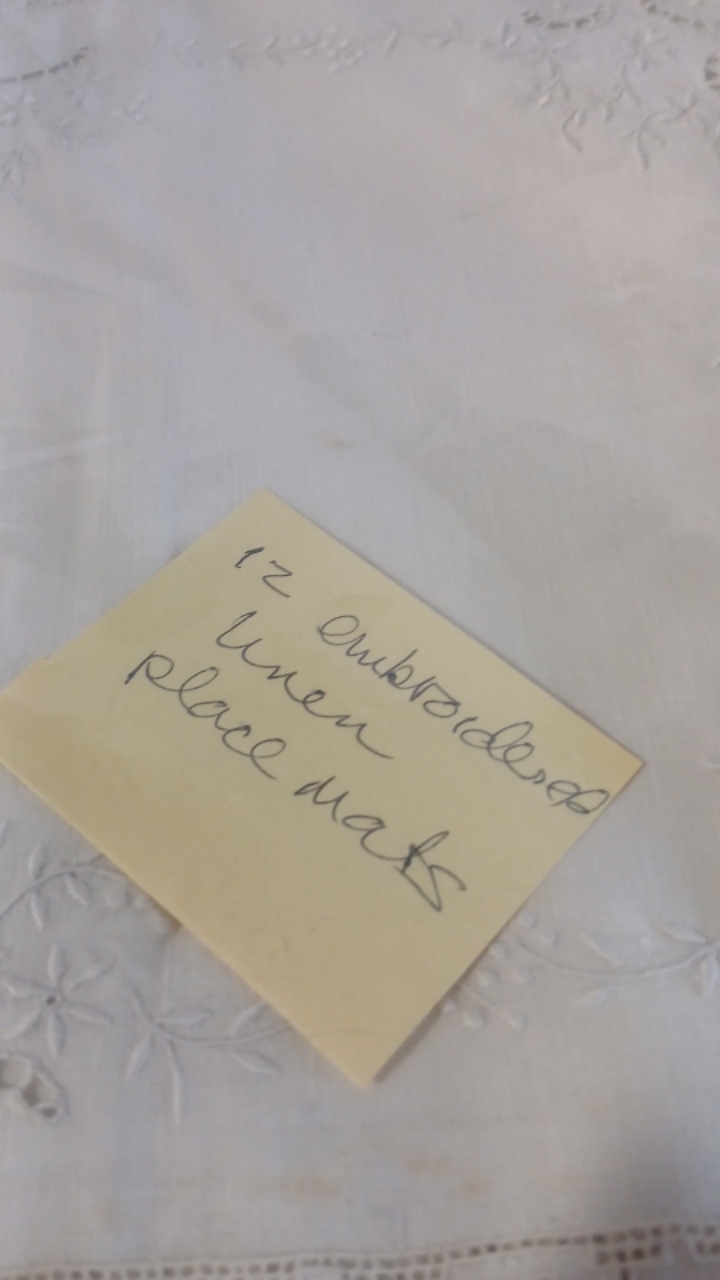 12 embroidered
linen
place mats